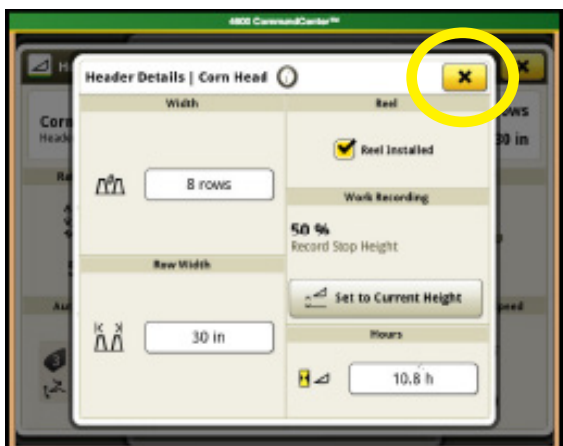 4600 CommandCenter™
Header Details | Corn Head
Width
8 rows
Row Width
30 in
Reel
Reel Installed
Work Recording
50 %
Record Stop Height
Set to Current Height
Hours
10.8 h
Corn
Heade
30 in